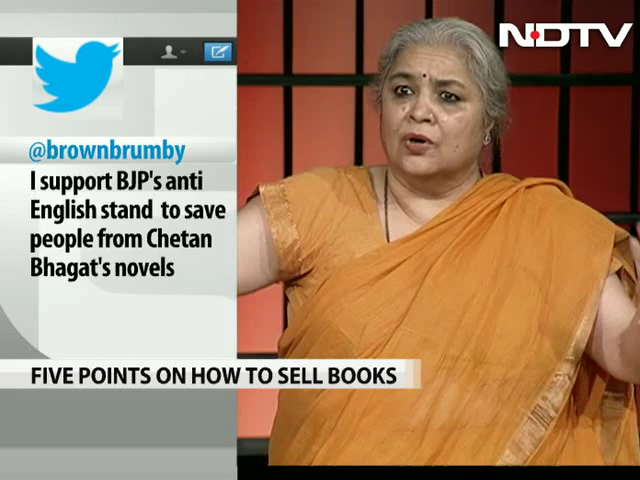 NDTV
@brownbrumby
I support BJP's anti
English stand to save
people from Chetan
Bhagat's novels
FIVE POINTS ON HOW TO SELL BOOKS